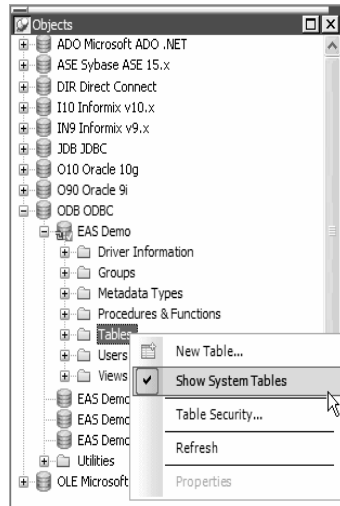 Objects
ADO Microsoft ADO .NET
ASE Sybase ASE 15.x
DIR Direct Connect
I10 Informix v10.x
IN9 Informix v9.x
JDB JDBC
O10 Oracle 10g
O90 Oracle 9i
ODB ODBC
EAS Demo
Driver Information
Groups
Metadata Types
Procedures & Functions
Tables
Users
Views
EAS Demo
EAS Demo
EAS Demo
Utilities
OLE Microsoft
New Table...
Show System Tables
Table Security...
Refresh
Properties